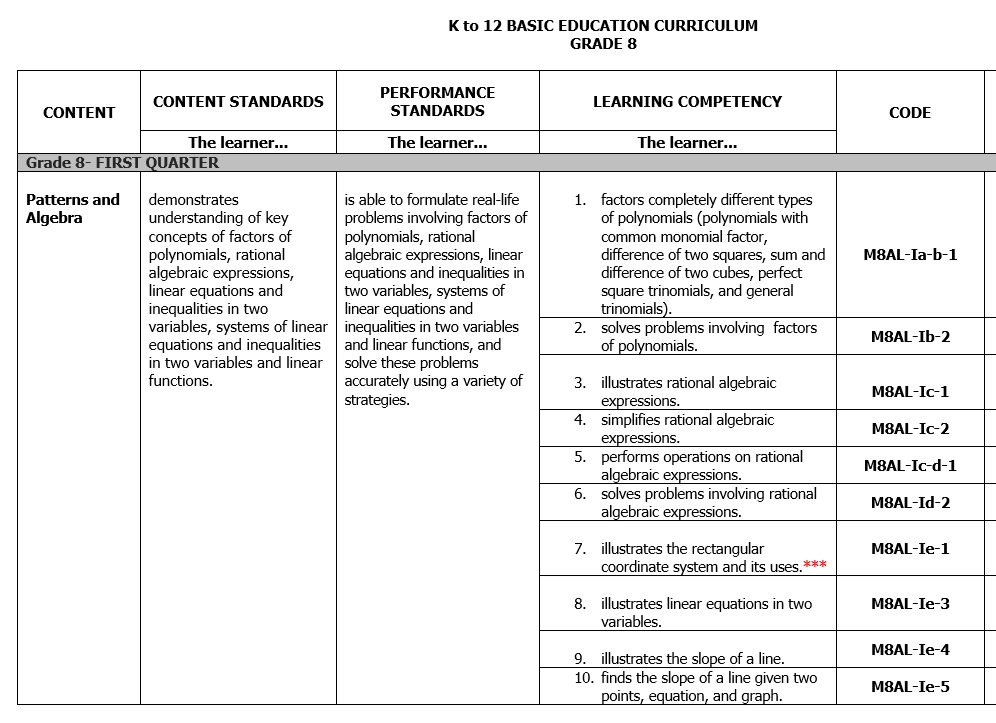 K to 12 BASIC EDUCATION CURRICULUM
GRADE 8
CONTENT
CONTENT STANDARDS
PERFORMANCE
STANDARDS
LEARNING COMPETENCY
CODE
The learner...
The learner...
The learner...
Grade 8- FIRST QUARTER
Patterns and
Algebra
demonstrates
understanding of key
concepts of factors of
polynomials, rational
algebraic expressions,
linear equations and
inequalities in two
variables, systems of linear
equations and inequalities
in two variables and linear
functions.
is able to formulate real-life
problems involving factors of
polynomials, rational
algebraic expressions, linear
equations and inequalities in
two variables, systems of
linear equations and
inequalities in two variables
and linear functions, and
solve these problems
accurately using a variety of
strategies.
1. factors completely different types
of polynomials (polynomials with
common monomial factor,
difference of two squares, sum and
difference of two cubes, perfect
square trinomials, and general
trinomials).
M8AL-Ia-b-1
2. solves problems involving factors
of polynomials.
M8AL-Ib-2
3. illustrates rational algebraic
expressions.
M8AL-Ic-1
4. simplifies rational algebraic
expressions.
M8AL-Ic-2
5. performs operations on rational
algebraic expressions.
M8AL-Ic-d-1
6. solves problems involving rational
algebraic expressions.
M8AL-Id-2
7. illustrates the rectangular
coordinate system and its uses.***
M8AL-Ie-1
8. illustrates linear equations in two
variables.
M8AL-Ie-3
9. illustrates the slope of a line.
M8AL-Ie-4
10. finds the slope of a line given two
points, equation, and graph.
M8AL-Ie-5